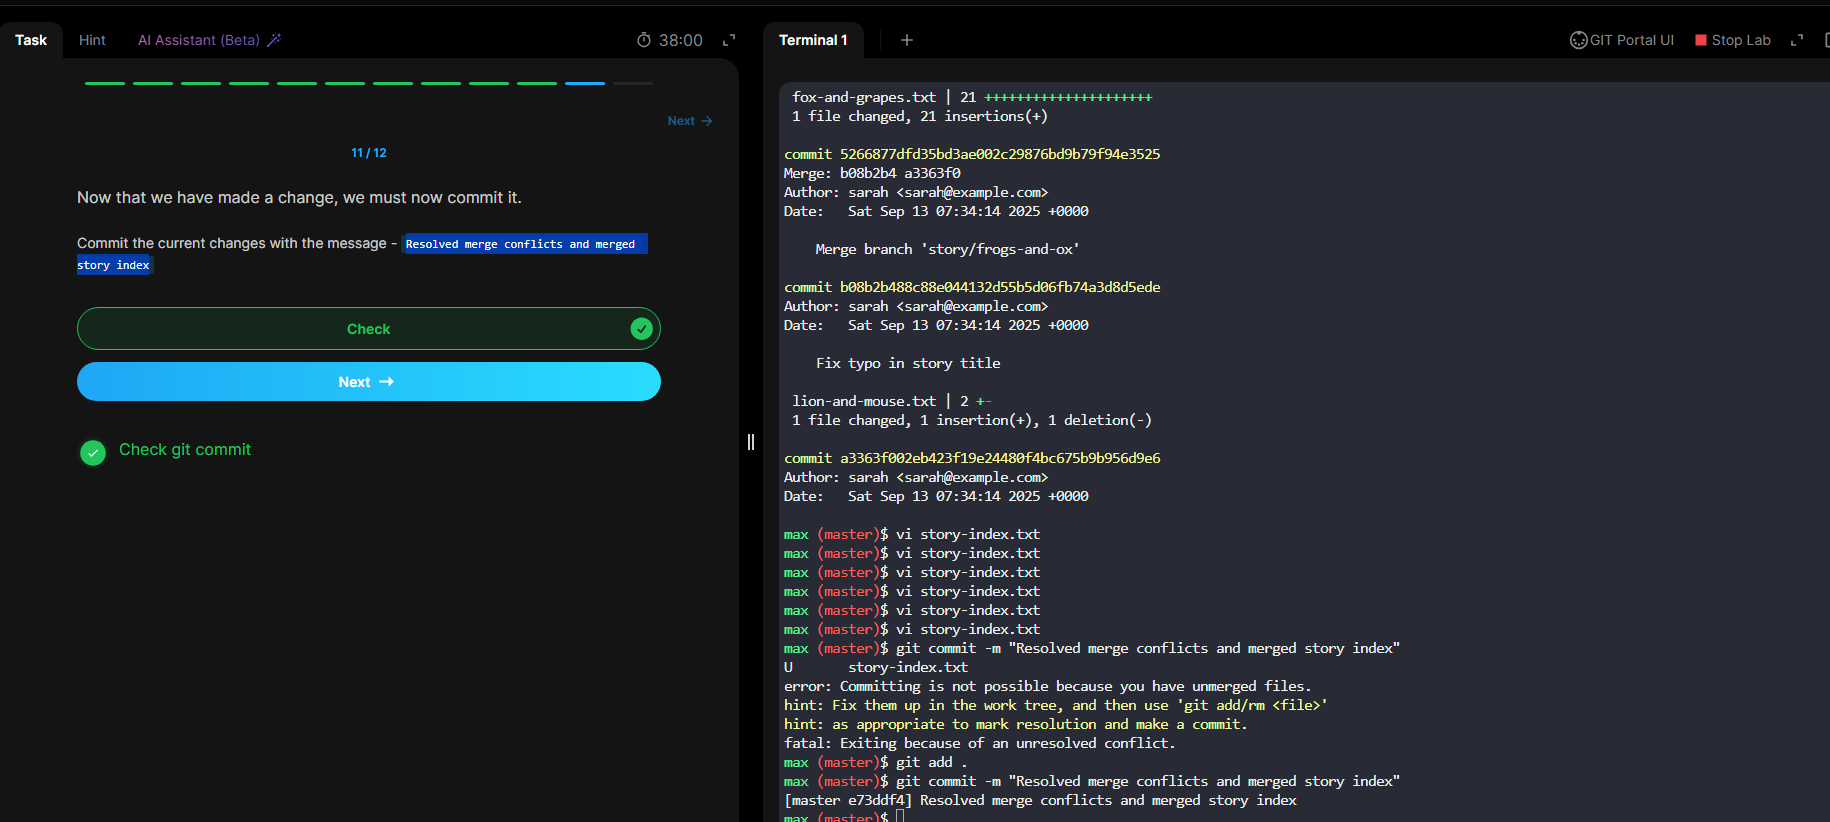 Task
Hint
AI Assistant (Beta)
38:00
Next →
11 / 12
Now that we have made a change, we must now commit it.
Commit the current changes with the message - Resolved merge conflicts and merged
story index
Check
Next →
Check git commit
Terminal 1
+
GIT Portal UI
Stop Lab
fox-and-grapes.txt | 21 +++++++++++++++++++++
1 file changed, 21 insertions(+)
commit 5266877dfd35bd3ae002c29876bd9b79f94e3525
Merge: b08b2b4 a3363f0
Author: sarah <sarah@example.com>
Date:   Sat Sep 13 07:34:14 2025 +0000
Merge branch 'story/frogs-and-ox'
commit b08b2b488c88e044132d55b5d06fb74a3d8d5ede
Author: sarah <sarah@example.com>
Date:   Sat Sep 13 07:34:14 2025 +0000
Fix typo in story title
lion-and-mouse.txt | 2 +-
1 file changed, 1 insertion(+), 1 deletion(-)
commit a3363f002eb423f19e24480f4bc675b9b956d9e6
Author: sarah <sarah@example.com>
Date:   Sat Sep 13 07:34:14 2025 +0000
max (master)$ vi story-index.txt
max (master)$ vi story-index.txt
max (master)$ vi story-index.txt
max (master)$ vi story-index.txt
max (master)$ vi story-index.txt
max (master)$ vi story-index.txt
max (master)$ git commit -m "Resolved merge conflicts and merged story index"
U       story-index.txt
error: Committing is not possible because you have unmerged files.
hint: Fix them up in the work tree, and then use 'git add/rm <file>'
hint: as appropriate to mark resolution and make a commit.
fatal: Exiting because of an unresolved conflict.
max (master)$ git add .
max (master)$ git commit -m "Resolved merge conflicts and merged story index"
[master e73ddf4] Resolved merge conflicts and merged story index
max (master)$